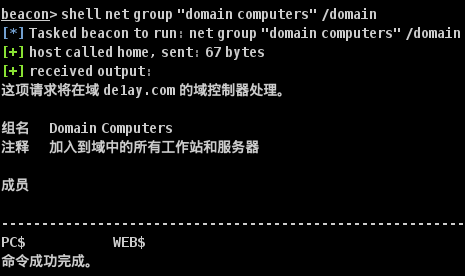 beacon> shell net group "domain computers" /domain
[*] Tasked beacon to run: net group "domain computers" /domain
[+] host called home, sent: 67 bytes
[+] received output:
这项请求将在域 de1ay.com 的域控制器处理。
组名 Domain Computers
注释 加入到域中的所有工作站和服务器
成员
-------------------------------------------------------------------------------
PC$ WEB$
命令成功完成。